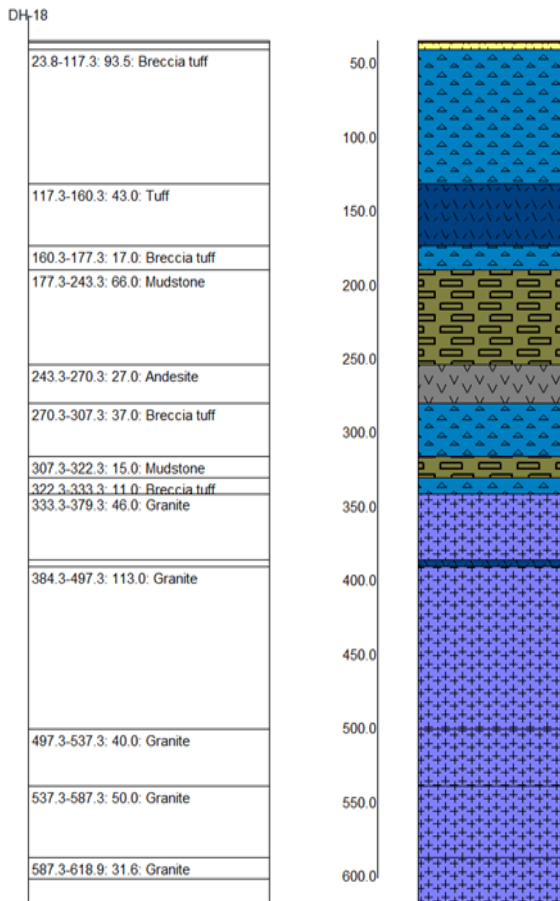 DH-18
23.8-117.3: 93.5: Breccia tuff
50.0
100.0
117.3-160.3: 43.0: Tuff
150.0
160.3-177.3: 17.0: Breccia tuff
177.3-243.3: 66.0: Mudstone
200.0
250.0
243.3-270.3: 27.0: Andesite
270.3-307.3: 37.0: Breccia tuff
300.0
307.3-322.3: 15.0: Mudstone
322.3-333.3: 11.0: Breccia tuff
333.3-379.3: 46.0: Granite
350.0
384.3-497.3: 113.0: Granite
400.0
450.0
500.0
497.3-537.3: 40.0: Granite
537.3-587.3: 50.0: Granite
550.0
587.3-618.9: 31.6: Granite
600.0